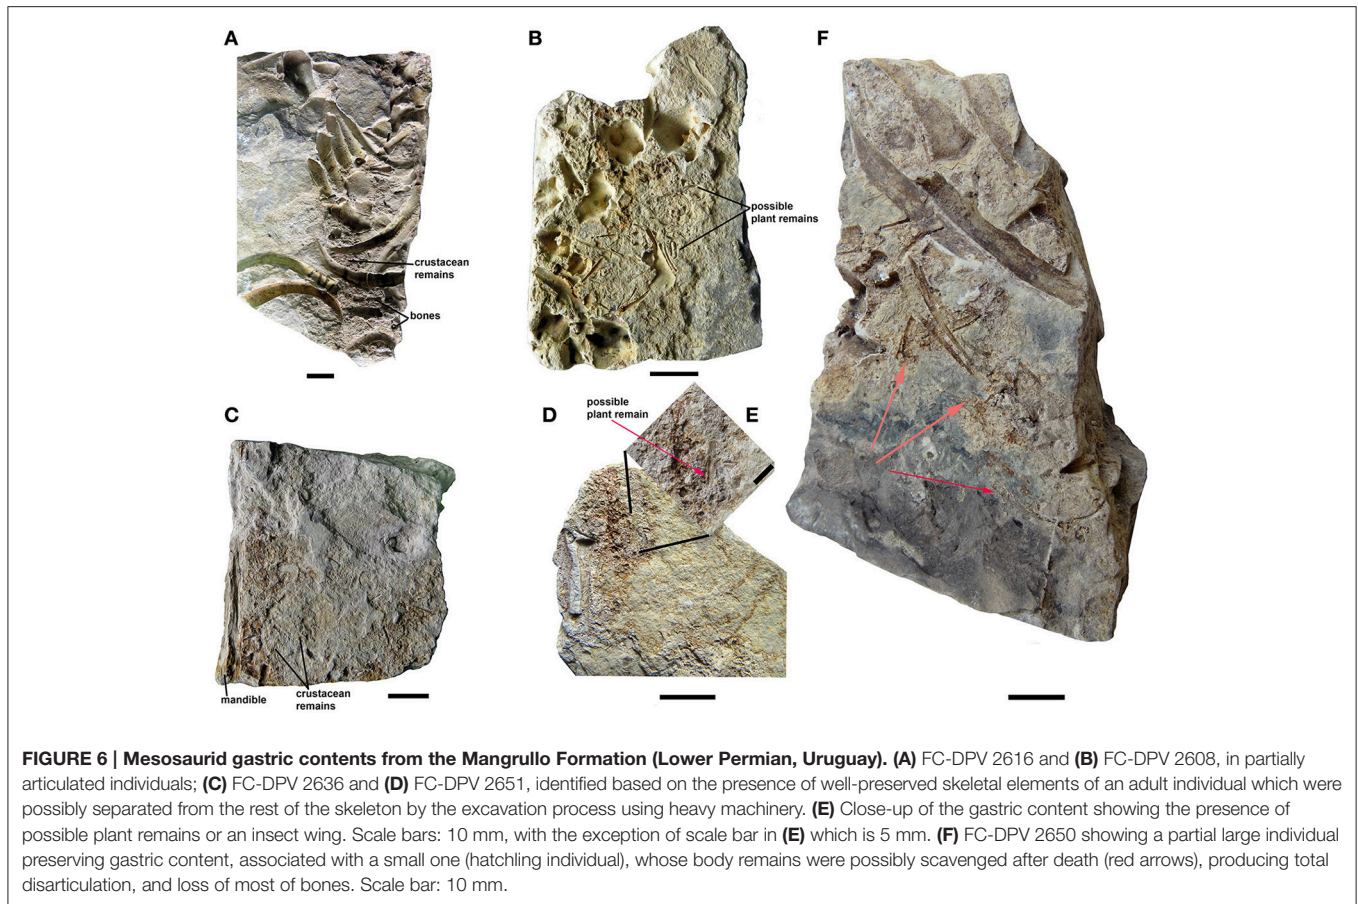 A
B
F
possible
plant remains
crustacean
remains
bones
C
D
possible
plant remain
E
mandible
crustacean
remains
FIGURE 6 | Mesosaurid gastric contents from the Mangrullo Formation (Lower Permian, Uruguay). (A) FC-DPV 2616 and (B) FC-DPV 2608, in partially
articulated individuals; (C) FC-DPV 2636 and (D) FC-DPV 2651, identified based on the presence of well-preserved skeletal elements of an adult individual which were
possibly separated from the rest of the skeleton by the excavation process using heavy machinery. (E) Close-up of the gastric content showing the presence of
possible plant remains or an insect wing. Scale bars: 10 mm, with the exception of scale bar in (E) which is 5 mm. (F) FC-DPV 2650 showing a partial large individual
preserving gastric content, associated with a small one (hatchling individual), whose body remains were possibly scavenged after death (red arrows), producing total
disarticulation, and loss of most of bones. Scale bar: 10 mm.